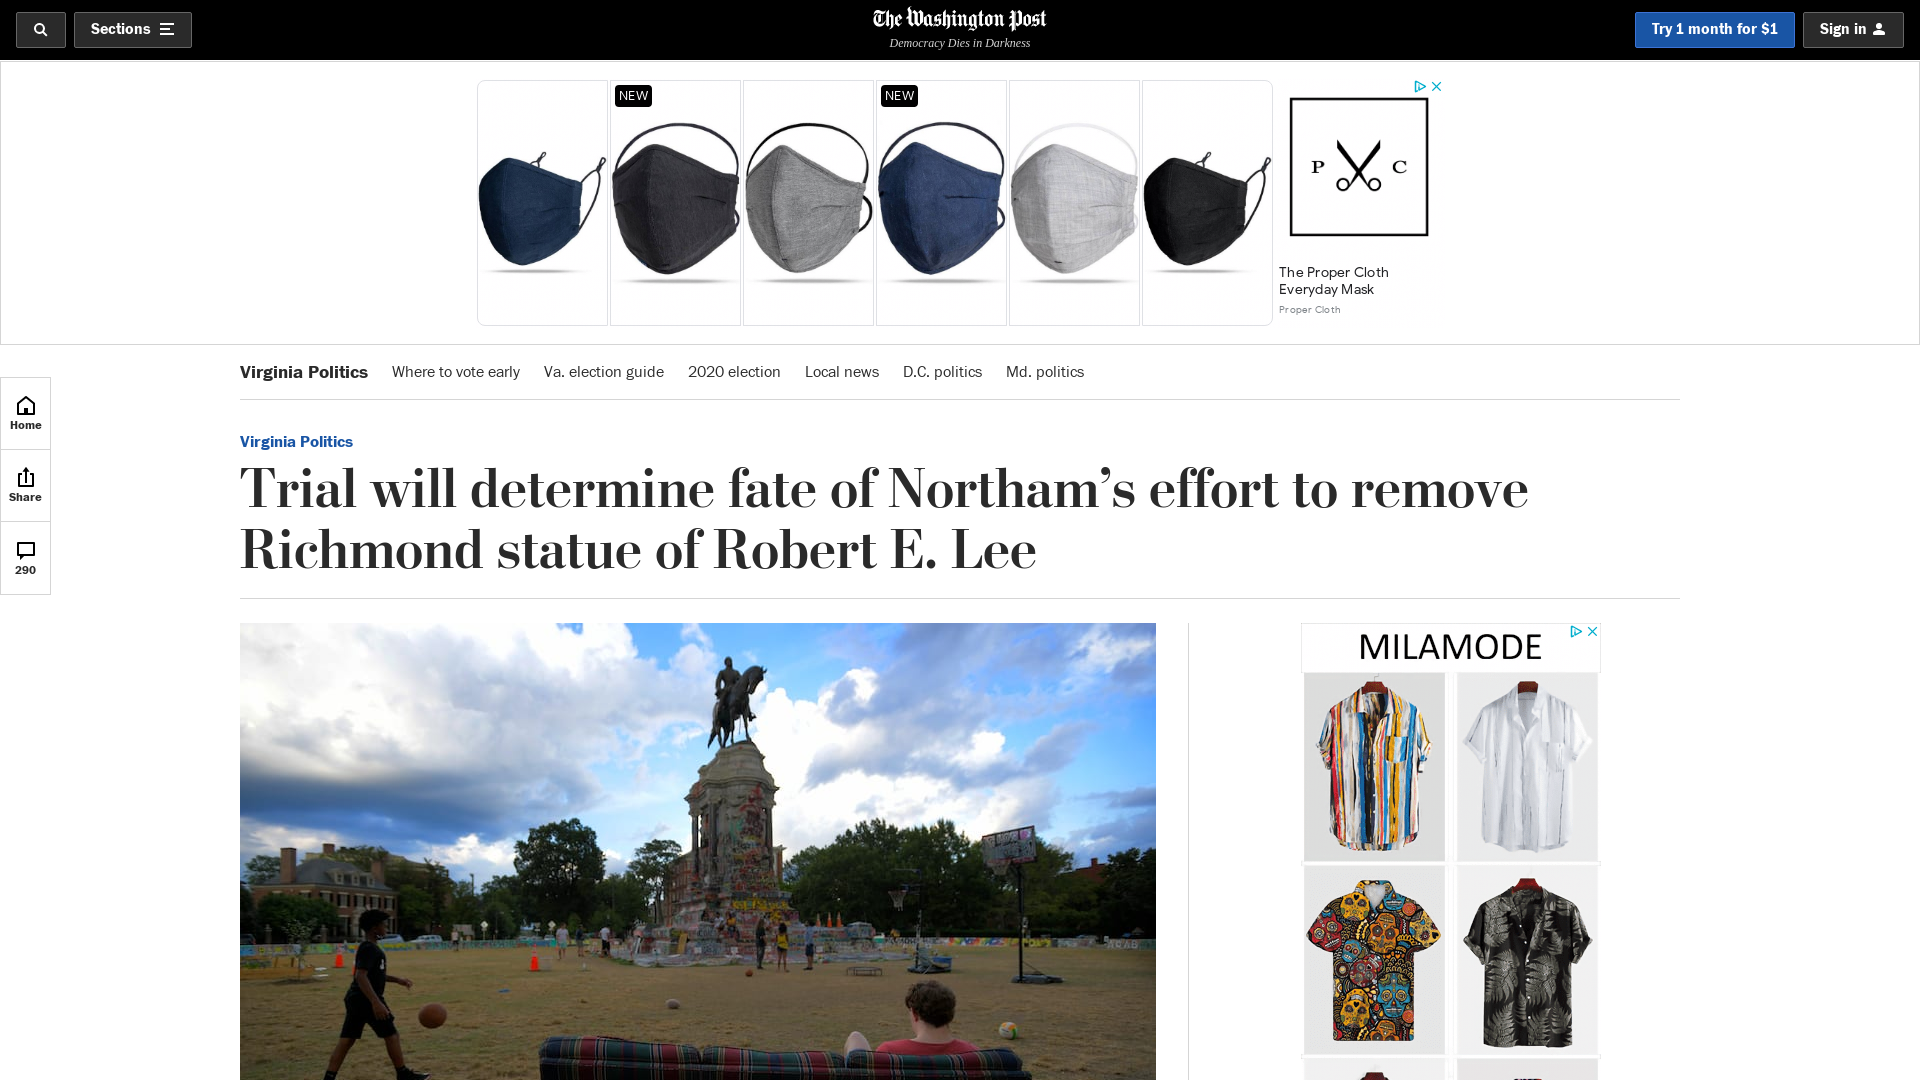 Sections
The Washington Post
Democracy Dies in Darkness
Try 1 month for $1
Sign in
NEW
NEW
P C
The Proper Cloth
Everyday Mask
Proper Cloth
Virginia Politics
Where to vote early
Va. election guide
2020 election
Local news
D.C. politics
Md. politics
Home
Share
290
Virginia Politics
Trial will determine fate of Northam’s effort to remove
Richmond statue of Robert E. Lee
MILAMODE